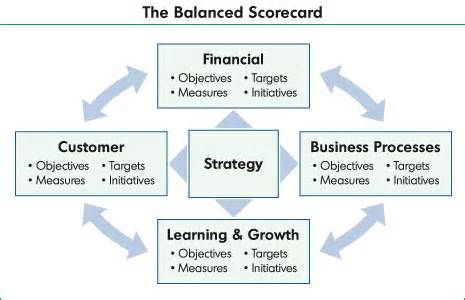 The Balanced Scorecard
Financial
• Objectives • Targets
• Measures • Initiatives
Customer
• Objectives • Targets
• Measures • Initiatives
Strategy
Business Processes
• Objectives • Targets
• Measures • Initiatives
Learning & Growth
• Objectives • Targets
• Measures • Initiatives